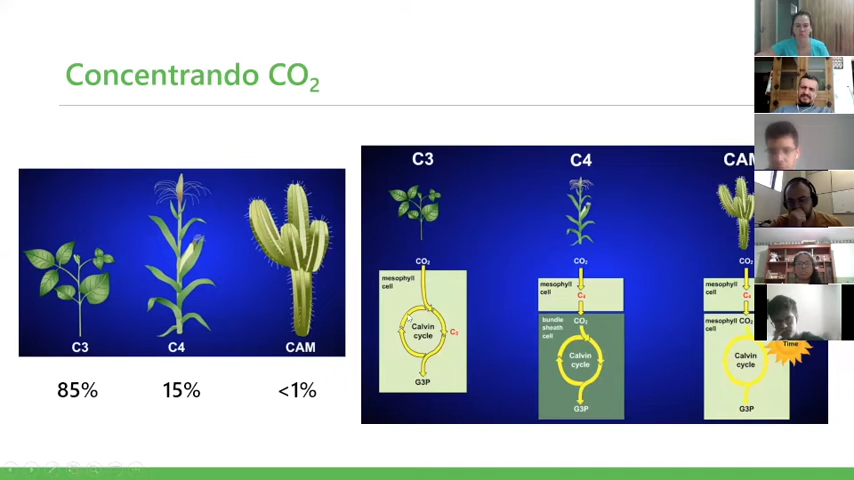 Concentrando CO₂
C3
C4
CAM
85%
15%
<1%
C3
C4
CAM
CO₂
CO₂
CO₂
mesophyll
cell
mesophyll
cell
mesophyll
cell
C₄
C₄
bundle
sheath
cell
CO₂
mesophyll
cell
CO₂
Time
Calvin
cycle
C₃
Calvin
cycle
Calvin
cycle
G3P
G3P
G3P